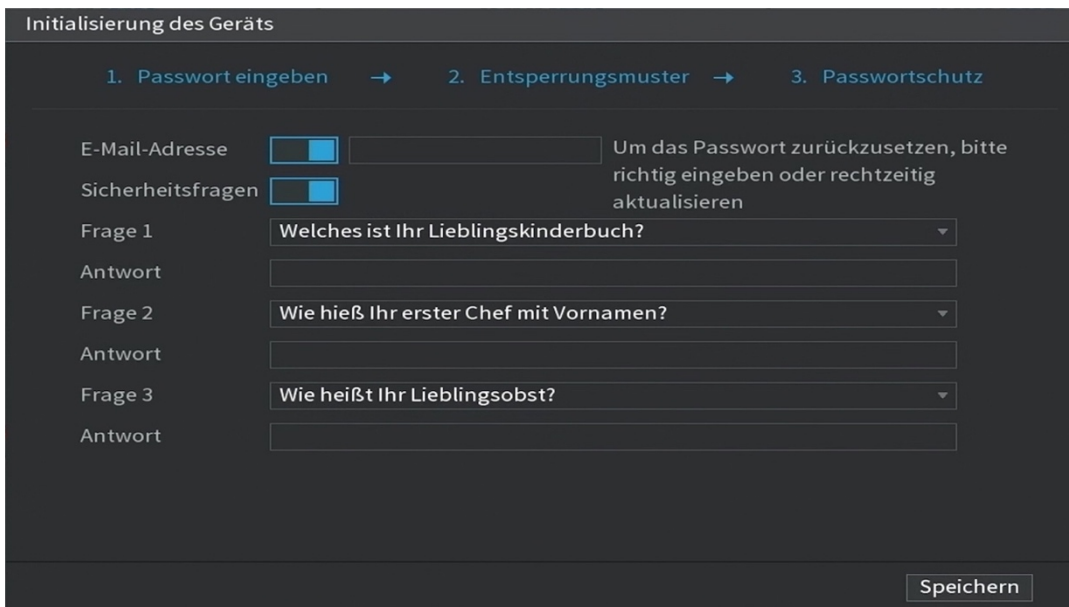 Initialisierung des Geräts
1. Passwort eingeben → 2. Entsperrungsmuster → 3. Passwortschutz
E-Mail-Adresse
Um das Passwort zurückzusetzen, bitte
richtig eingeben oder rechtzeitig
aktualisieren
Sicherheitsfragen
Frage 1 Welches ist Ihr Lieblingskinderbuch?
Antwort
Frage 2 Wie hieß Ihr erster Chef mit Vornamen?
Antwort
Frage 3 Wie heißt Ihr Lieblingsobst?
Antwort
Speichern